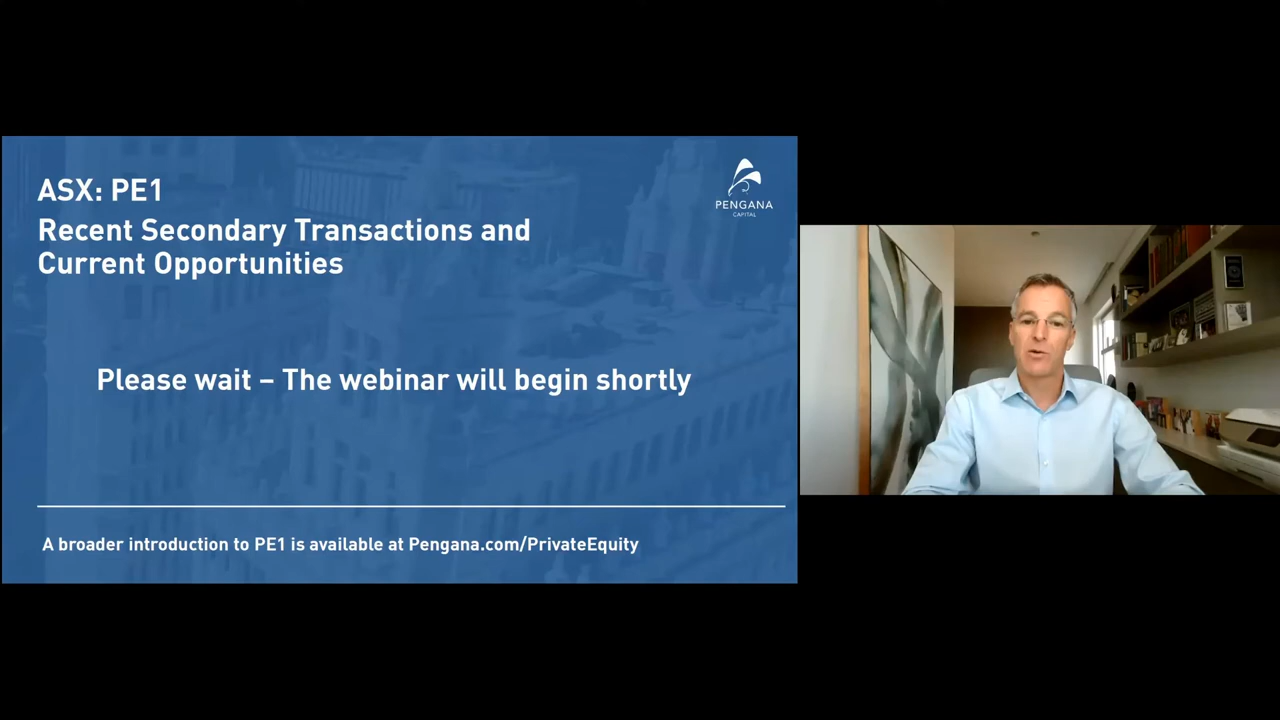 ASX: PE1
Recent Secondary Transactions and
Current Opportunities
PENGANA
CAPITAL
Please wait – The webinar will begin shortly
A broader introduction to PE1 is available at Pengana.com/PrivateEquity